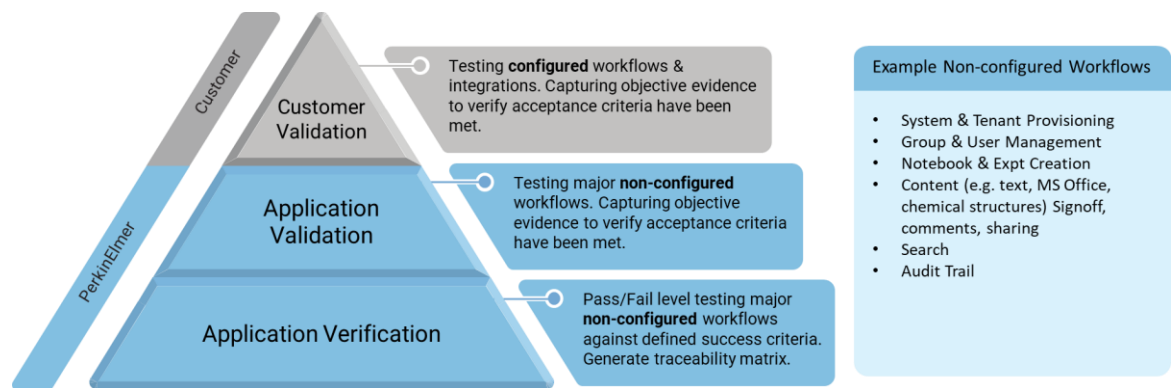 Customer
PerkinElmer
Customer
Validation
Application
Validation
Application Verification
Testing configured workflows &
integrations. Capturing objective evidence
to verify acceptance criteria have been
met.
Testing major non-configured
workflows. Capturing objective
evidence to verify acceptance criteria
have been met.
Pass/Fail level testing major
non-configured workflows
against defined success criteria.
Generate traceability matrix.
Example Non-configured Workflows
• System & Tenant Provisioning
• Group & User Management
• Notebook & Expt Creation
• Content (e.g. text, MS Office,
chemical structures) Signoff,
comments, sharing
• Search
• Audit Trail